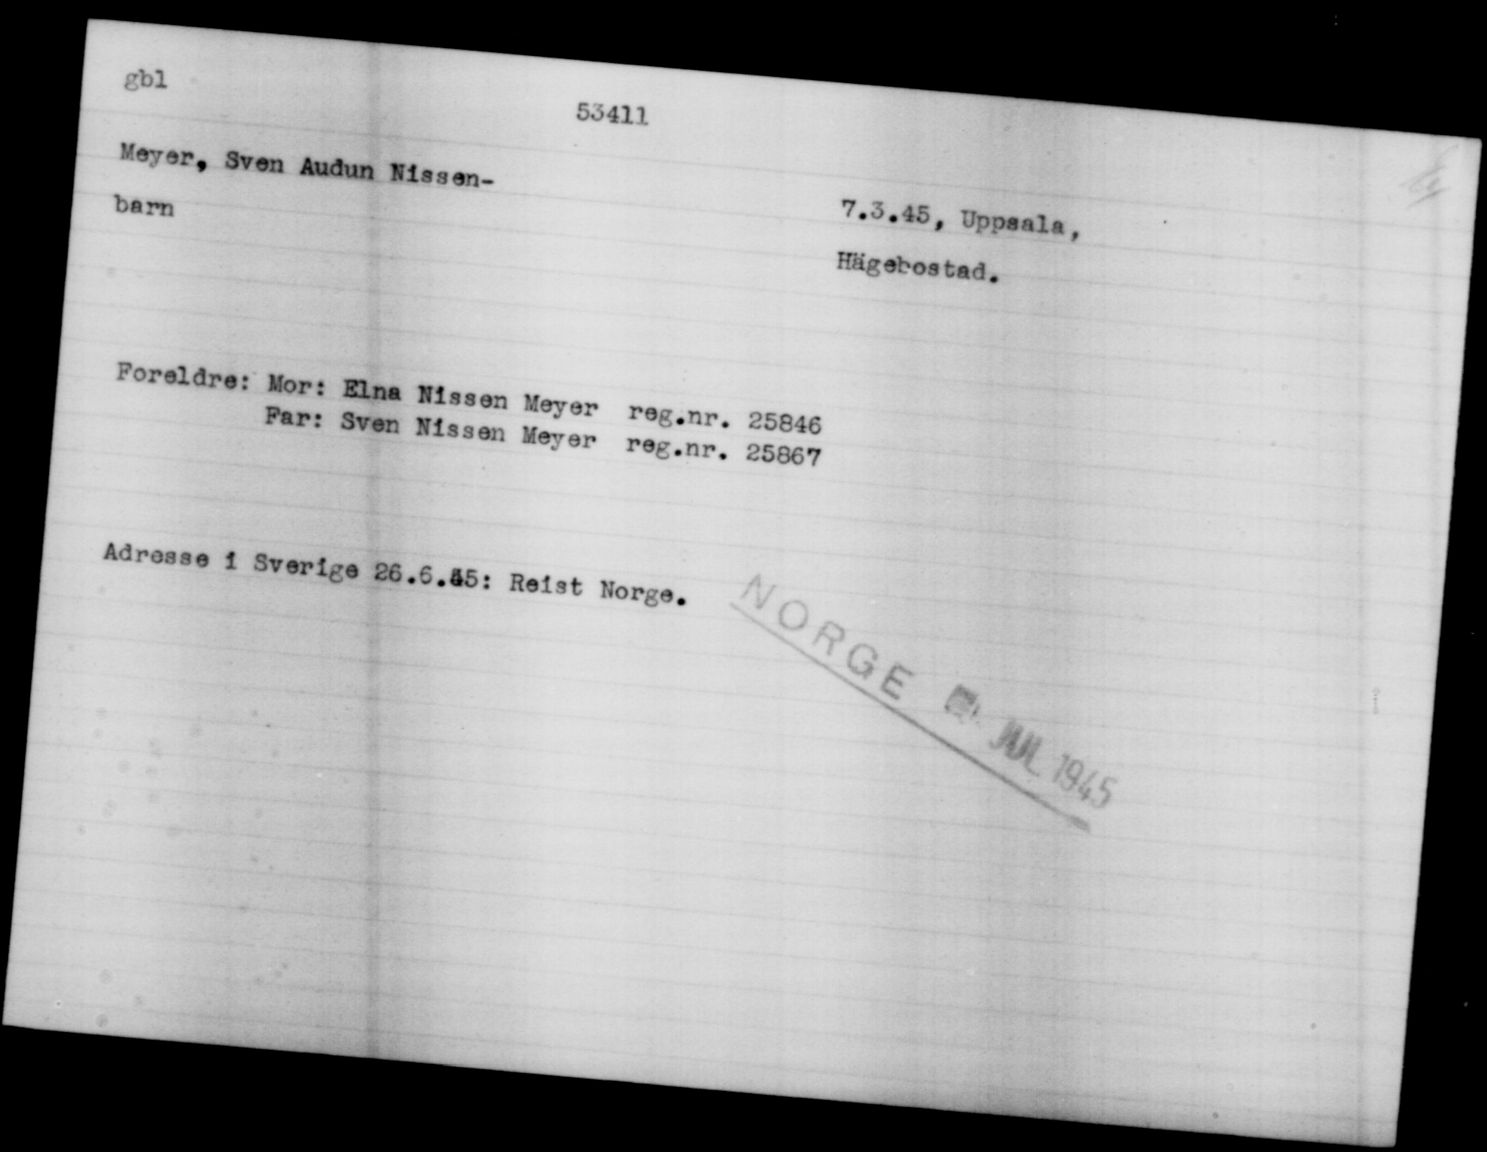 gbl
53411
Meyer, Sven Audun Nissen-
barn
7.3.45, Uppsala,
Hägebostad.
Foreldre: Mor: Elna Nissen Meyer reg.nr. 25846
Far: Sven Nissen Meyer reg.nr. 25867
Adresse i Sverige 26.6.45: Reist Norge.
NORGE JUL 1945